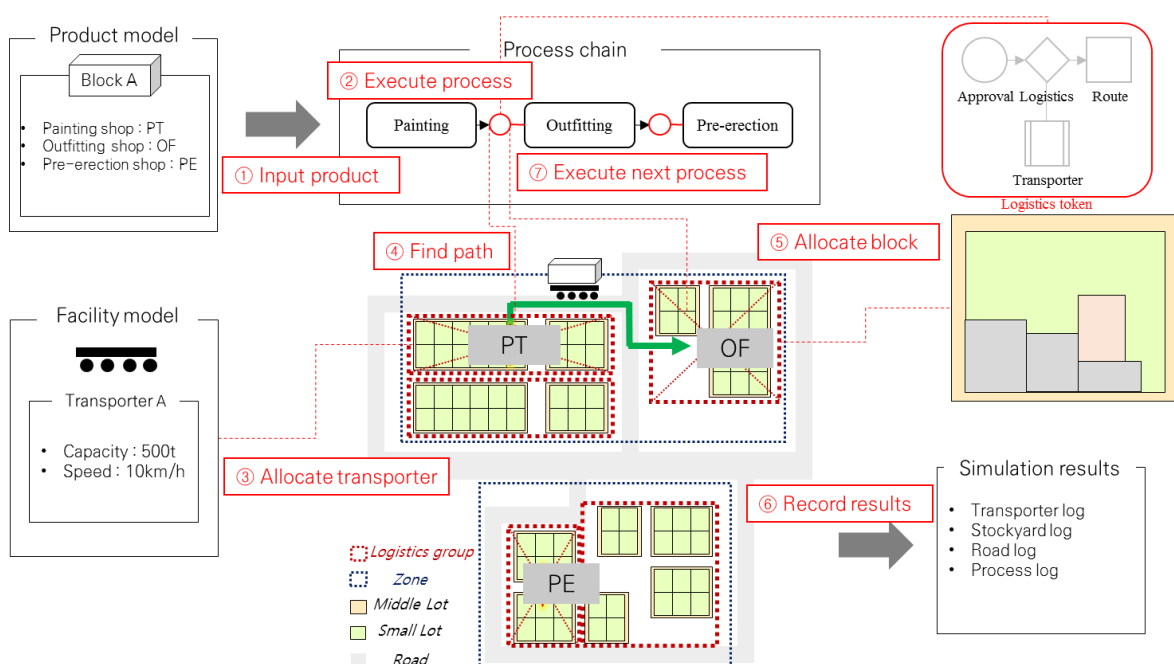 Product model
Block A
• Painting shop : PT
• Outfitting shop : OF
• Pre-erection shop : PE
① Input product
Process chain
② Execute process
Painting
Outfitting
Pre-erection
⑦ Execute next process
Approval
Logistics
Route
Transporter
Logistics token
④ Find path
⑤ Allocate block
PT
OF
Facility model
Transporter A
• Capacity : 500t
• Speed : 10km/h
③ Allocate transporter
PE
Logistics group
Zone
Middle Lot
Small Lot
Road
⑥ Record results
Simulation results
• Transporter log
• Stockyard log
• Road log
• Process log